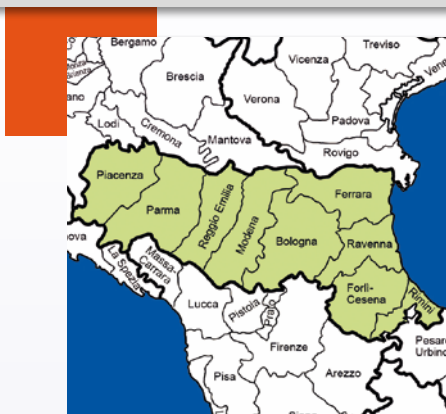 Bergamo
Treviso
Vicenza
Brescia
Verona
Padova
Lodi
Cremona
Mantova
Rovigo
Piacenza
Parma
Reggio Emilia
Modena
Ferrara
Bologna
Ravenna
Massa-
Carrara
La Spezia
Forlì-
Cesena
Rimini
Lucca
Pistoia
Prato
Firenze
Pesaro
Urbino
Pisa
Arezzo